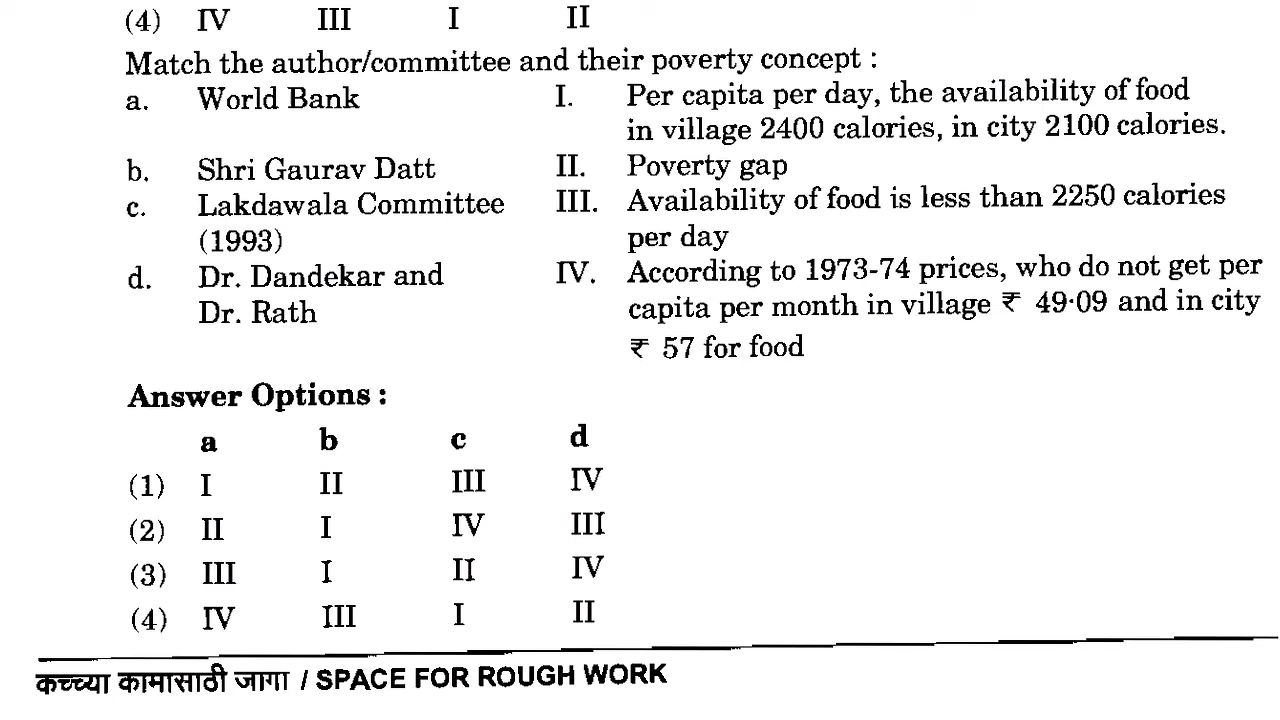 (4) IV III I II
Match the author/committee and their poverty concept :
a. World Bank I. Per capita per day, the availability of food
in village 2400 calories, in city 2100 calories.
b. Shri Gaurav Datt II. Poverty gap
c. Lakdawala Committee III. Availability of food is less than 2250 calories
(1993) per day
d. Dr. Dandekar and IV. According to 1973-74 prices, who do not get per
Dr. Rath capita per month in village ₹ 49·09 and in city
₹ 57 for food
Answer Options :
a b c d
(1) I II III IV
(2) II I IV III
(3) III I II IV
(4) IV III I II
कच्च्या कामासाठी जागा / SPACE FOR ROUGH WORK